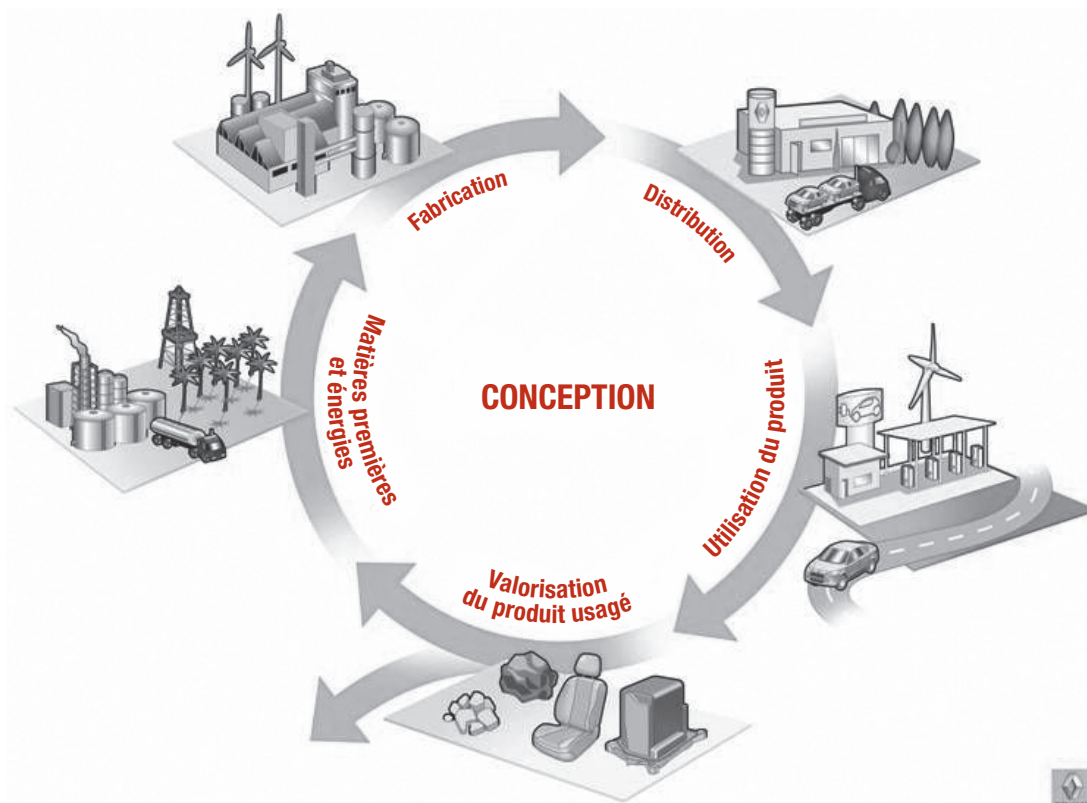 Fabrication
Distribution
Matières premières
et énergies
CONCEPTION
Utilisation du produit
Valorisation
du produit usagé